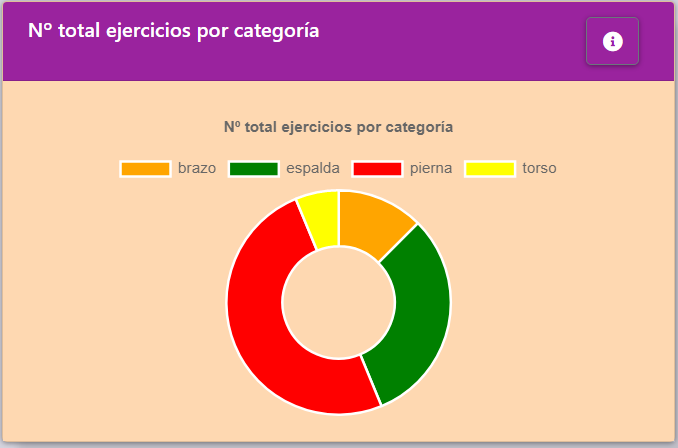 Nº total ejercicios por categoría
Nº total ejercicios por categoría
brazo espalda pierna torso